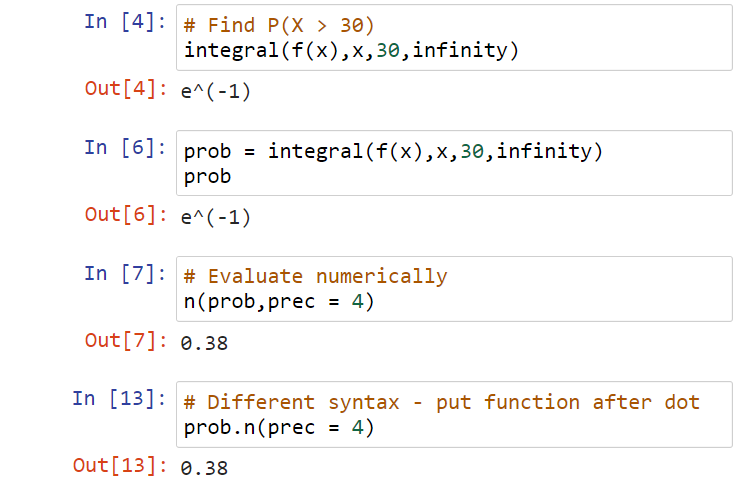 In [4]: # Find P(X > 30)
integral(f(x),x,30,infinity)
Out[4]: e^(-1)
In [6]: prob = integral(f(x),x,30,infinity)
prob
Out[6]: e^(-1)
In [7]: # Evaluate numerically
n(prob,prec = 4)
Out[7]: 0.38
In [13]: # Different syntax - put function after dot
prob.n(prec = 4)
Out[13]: 0.38